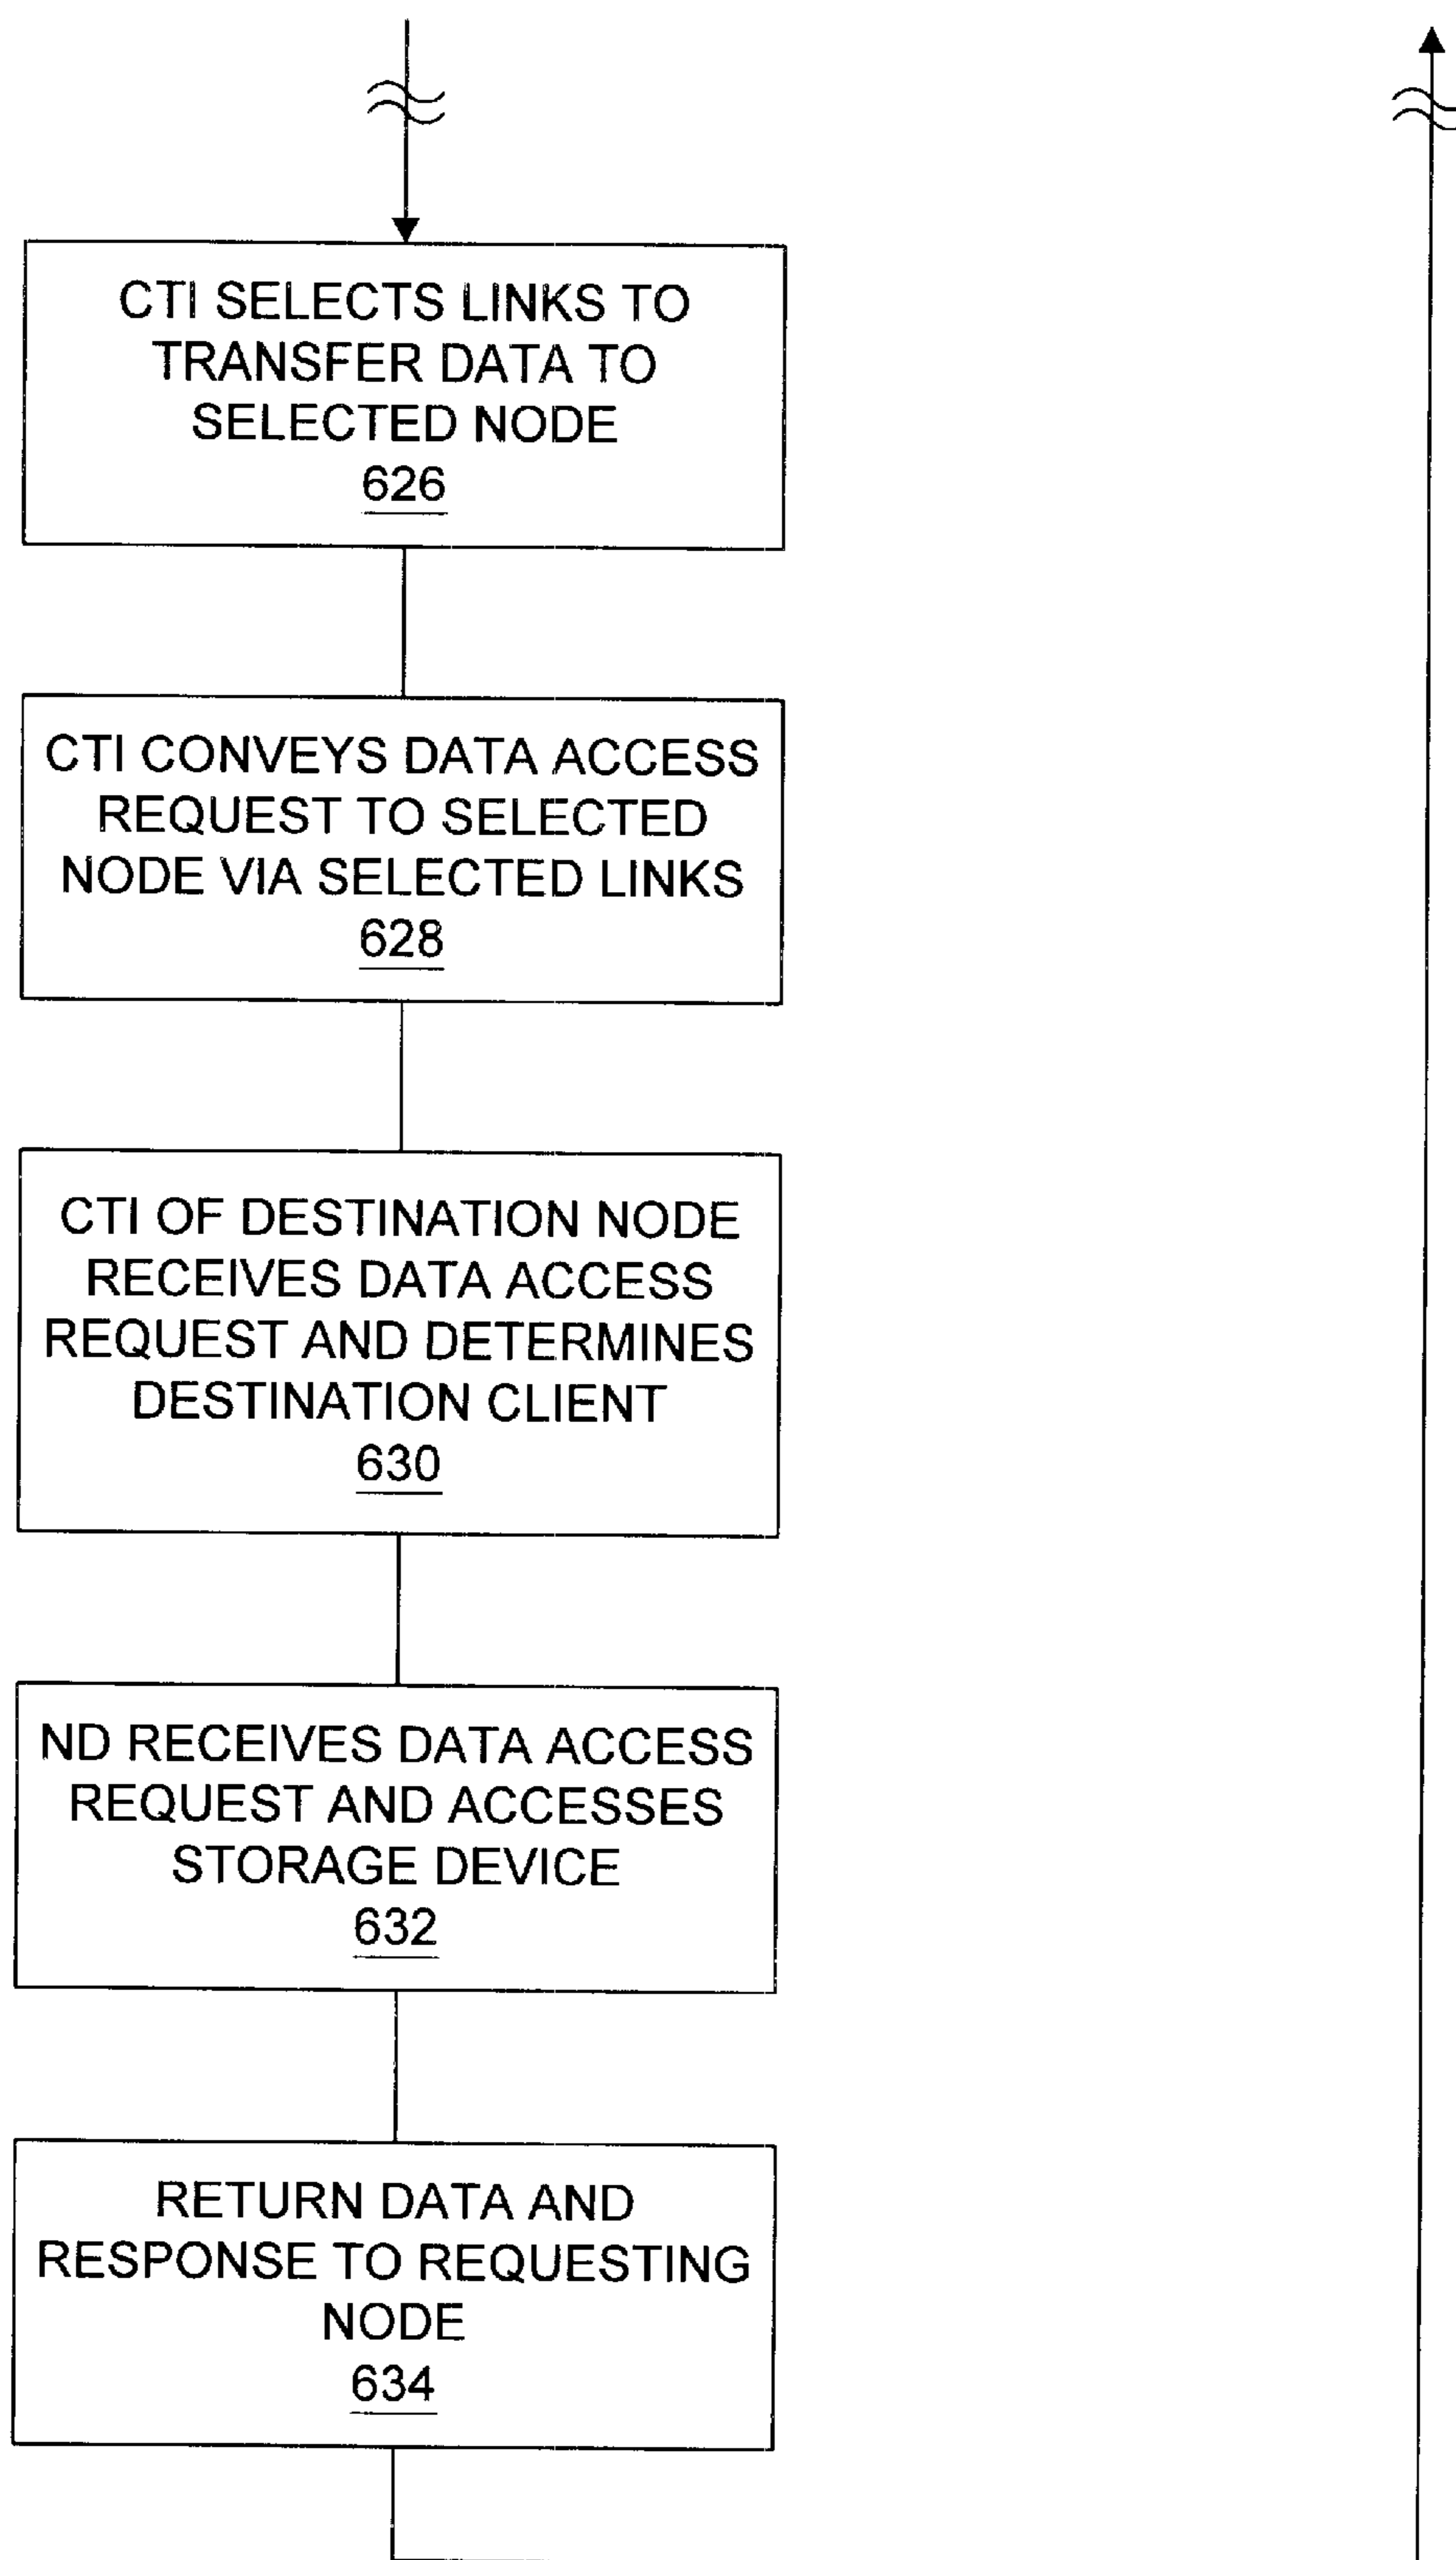 CTI SELECTS LINKS TO
TRANSFER DATA TO
SELECTED NODE
626
CTI CONVEYS DATA ACCESS
REQUEST TO SELECTED
NODE VIA SELECTED LINKS
628
CTI OF DESTINATION NODE
RECEIVES DATA ACCESS
REQUEST AND DETERMINES
DESTINATION CLIENT
630
ND RECEIVES DATA ACCESS
REQUEST AND ACCESSES
STORAGE DEVICE
632
RETURN DATA AND
RESPONSE TO REQUESTING
NODE
634